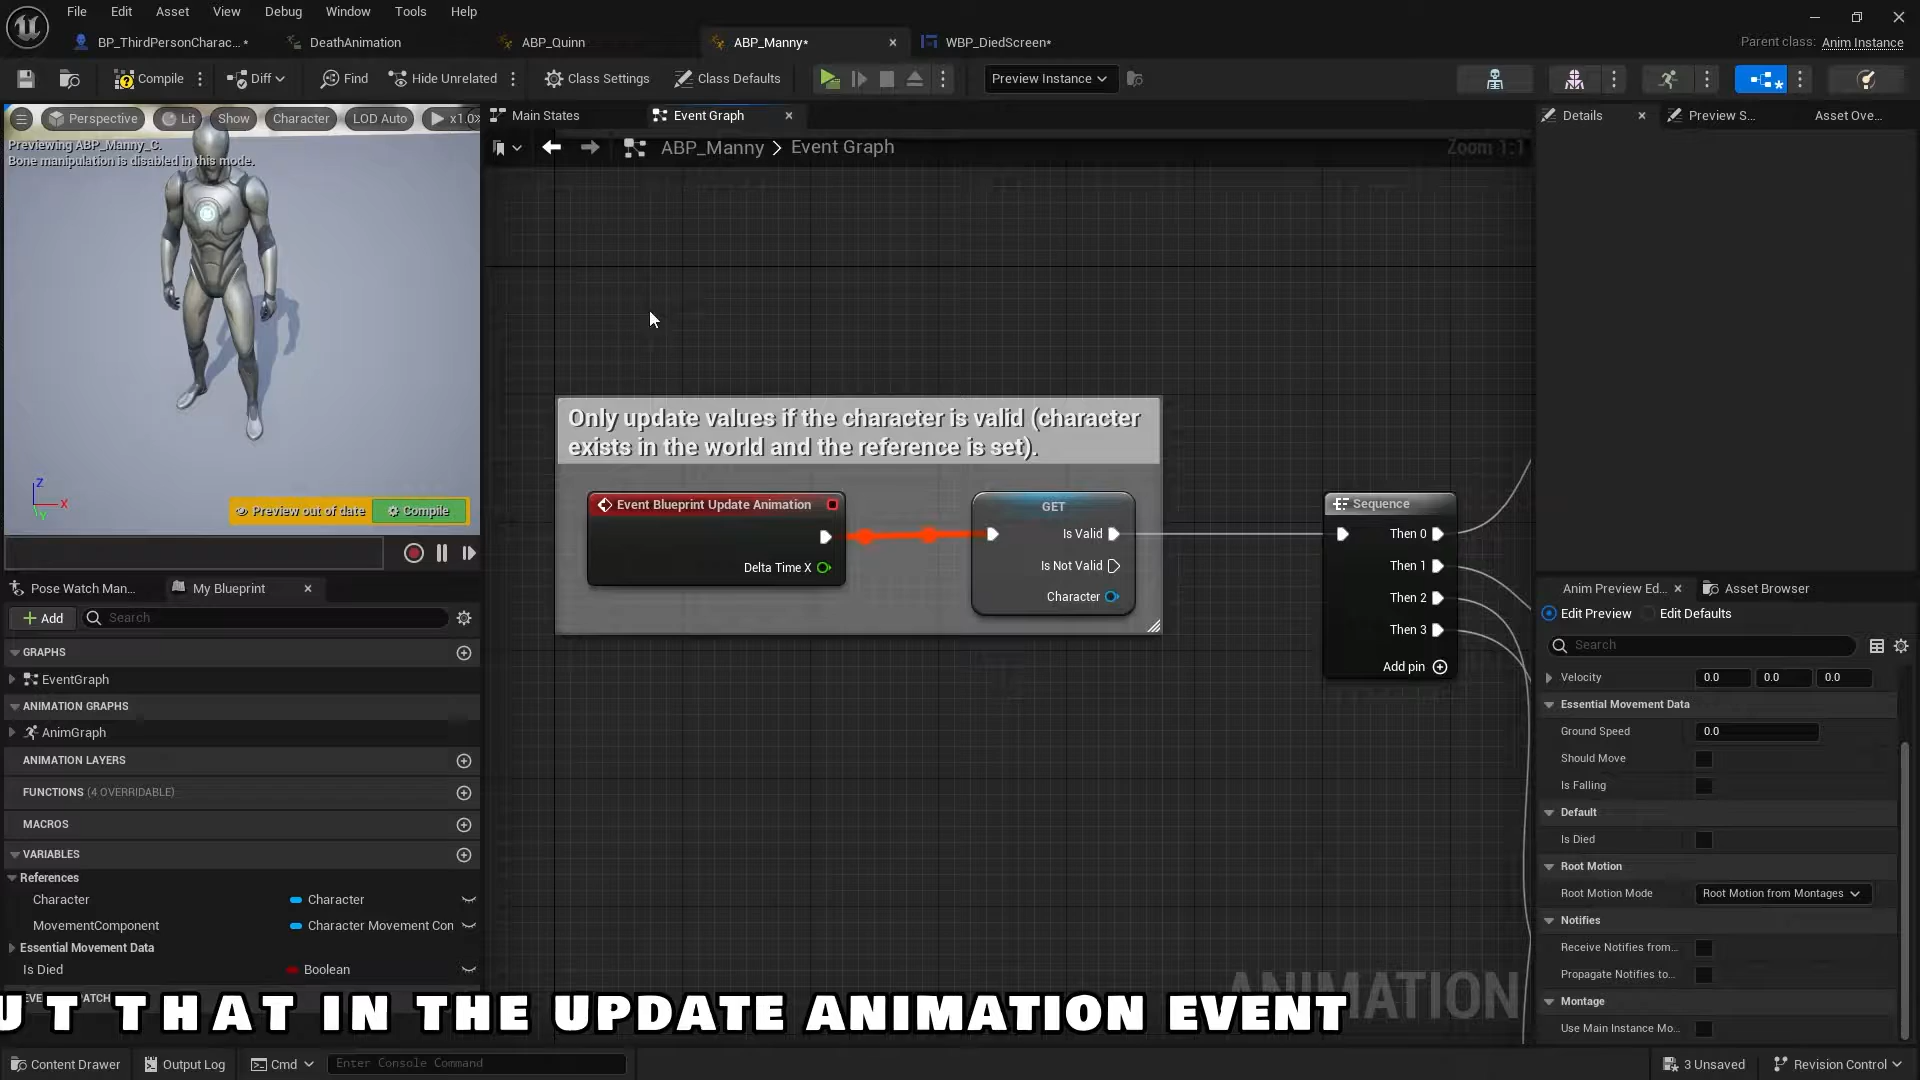 File Edit Asset View Debug Window Tools Help
BP_ThirdPersonCharac...* DeathAnimation ABP_Quinn ABP_Manny* WBP_DiedScreen*
Parent class: Anim Instance
Compile Diff Find Hide Unrelated Class Settings Class Defaults Preview Instance
Perspective Lit Show Character LOD Auto x1.0
Previewing ABP_Manny_C.
Bone manipulation is disabled in this mode.
Z
X
Y
Preview out of date Compile
Main States Event Graph
ABP_Manny > Event Graph
Zoom 1:1
Only update values if the character is valid (character
exists in the world and the reference is set).
Event Blueprint Update Animation
Delta Time X
GET
Is Valid
Is Not Valid
Character
Sequence
Then 0
Then 1
Then 2
Then 3
Add pin
ANIMATION
Pose Watch Man... My Blueprint
Add Search
GRAPHS
EventGraph
ANIMATION GRAPHS
AnimGraph
ANIMATION LAYERS
FUNCTIONS (4 OVERRIDABLE)
MACROS
VARIABLES
References
Character Character
MovementComponent Character Movement Con
Essential Movement Data
Is Died Boolean
UT THAT IN THE UPDATE ANIMATION EVENT
Details Preview S... Asset Ove...
Anim Preview Ed... Asset Browser
Edit Preview Edit Defaults
Search
Velocity 0.0 0.0 0.0
Essential Movement Data
Ground Speed 0.0
Should Move
Is Falling
Default
Is Died
Root Motion
Root Motion Mode Root Motion from Montages
Notifies
Receive Notifies from...
Propagate Notifies to...
Montage
Use Main Instance Mo...
Content Drawer Output Log Cmd Enter Console Command
3 Unsaved Revision Control